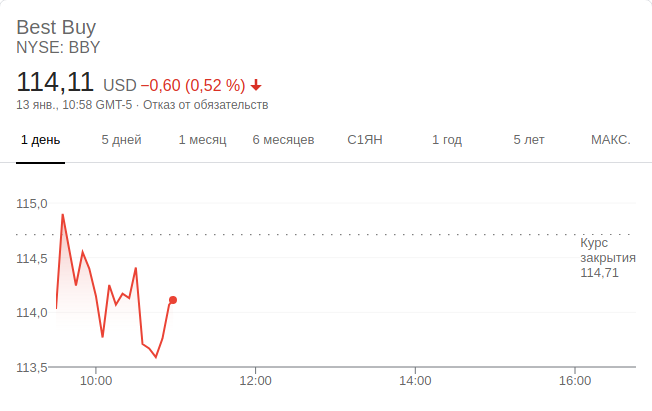 Best Buy
NYSE: BBY
114,11 USD −0,60 (0,52 %)
13 янв., 10:58 GMT-5 · Отказ от обязательств
1 день 5 дней 1 месяц 6 месяцев С1ЯН 1 год 5 лет МАКС.
115,0
Курс
114,5 закрытия
114,71
114,0
113,5
10:00 12:00 14:00 16:00